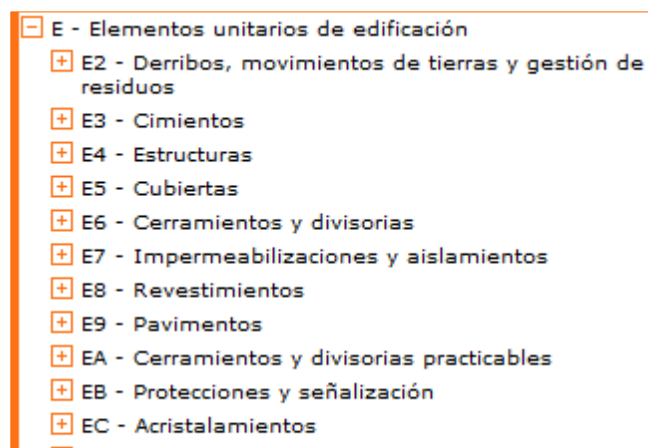 E - Elementos unitarios de edificación
E2 - Derribos, movimientos de tierras y gestión de
residuos
E3 - Cimientos
E4 - Estructuras
E5 - Cubiertas
E6 - Cerramientos y divisorias
E7 - Impermeabilizaciones y aislamientos
E8 - Revestimientos
E9 - Pavimentos
EA - Cerramientos y divisorias practicables
EB - Protecciones y señalización
EC - Acristalamientos